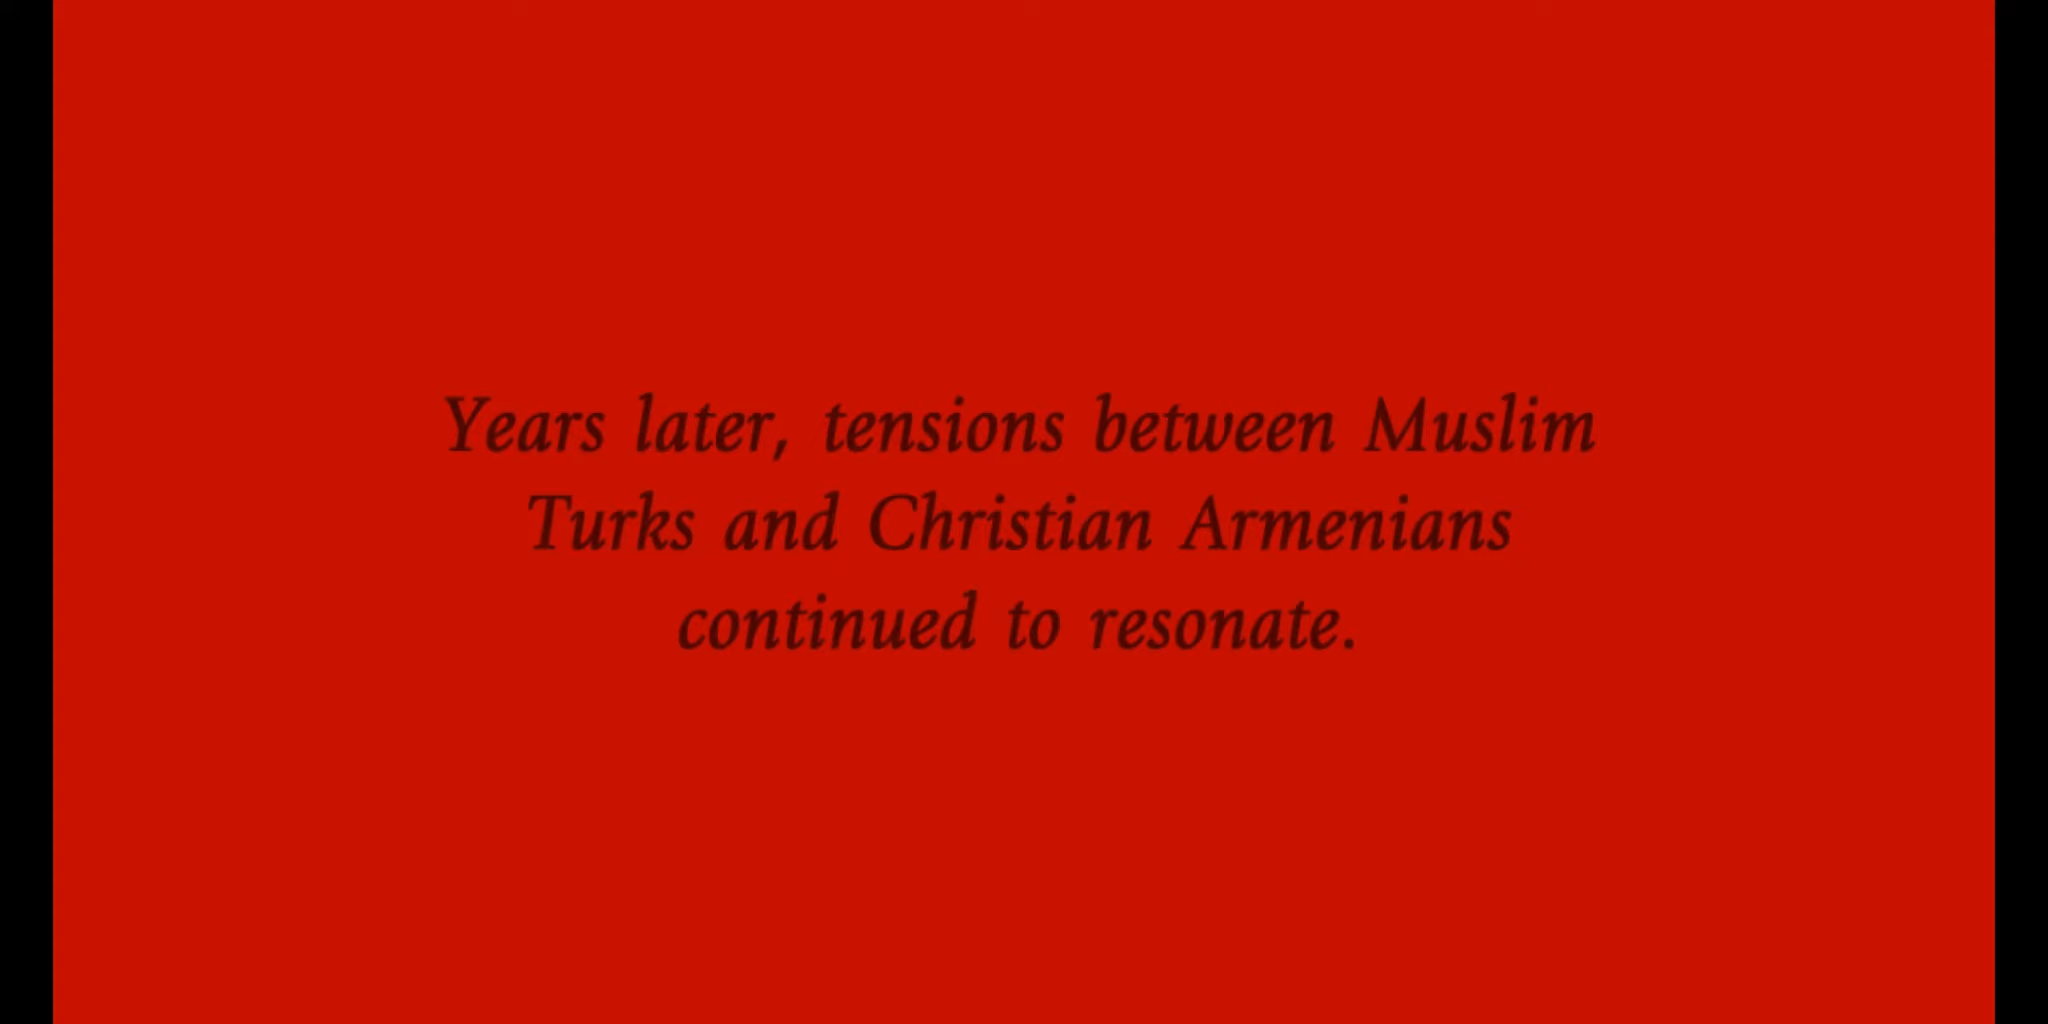 Years later, tensions between Muslim
Turks and Christian Armenians
continued to resonate.